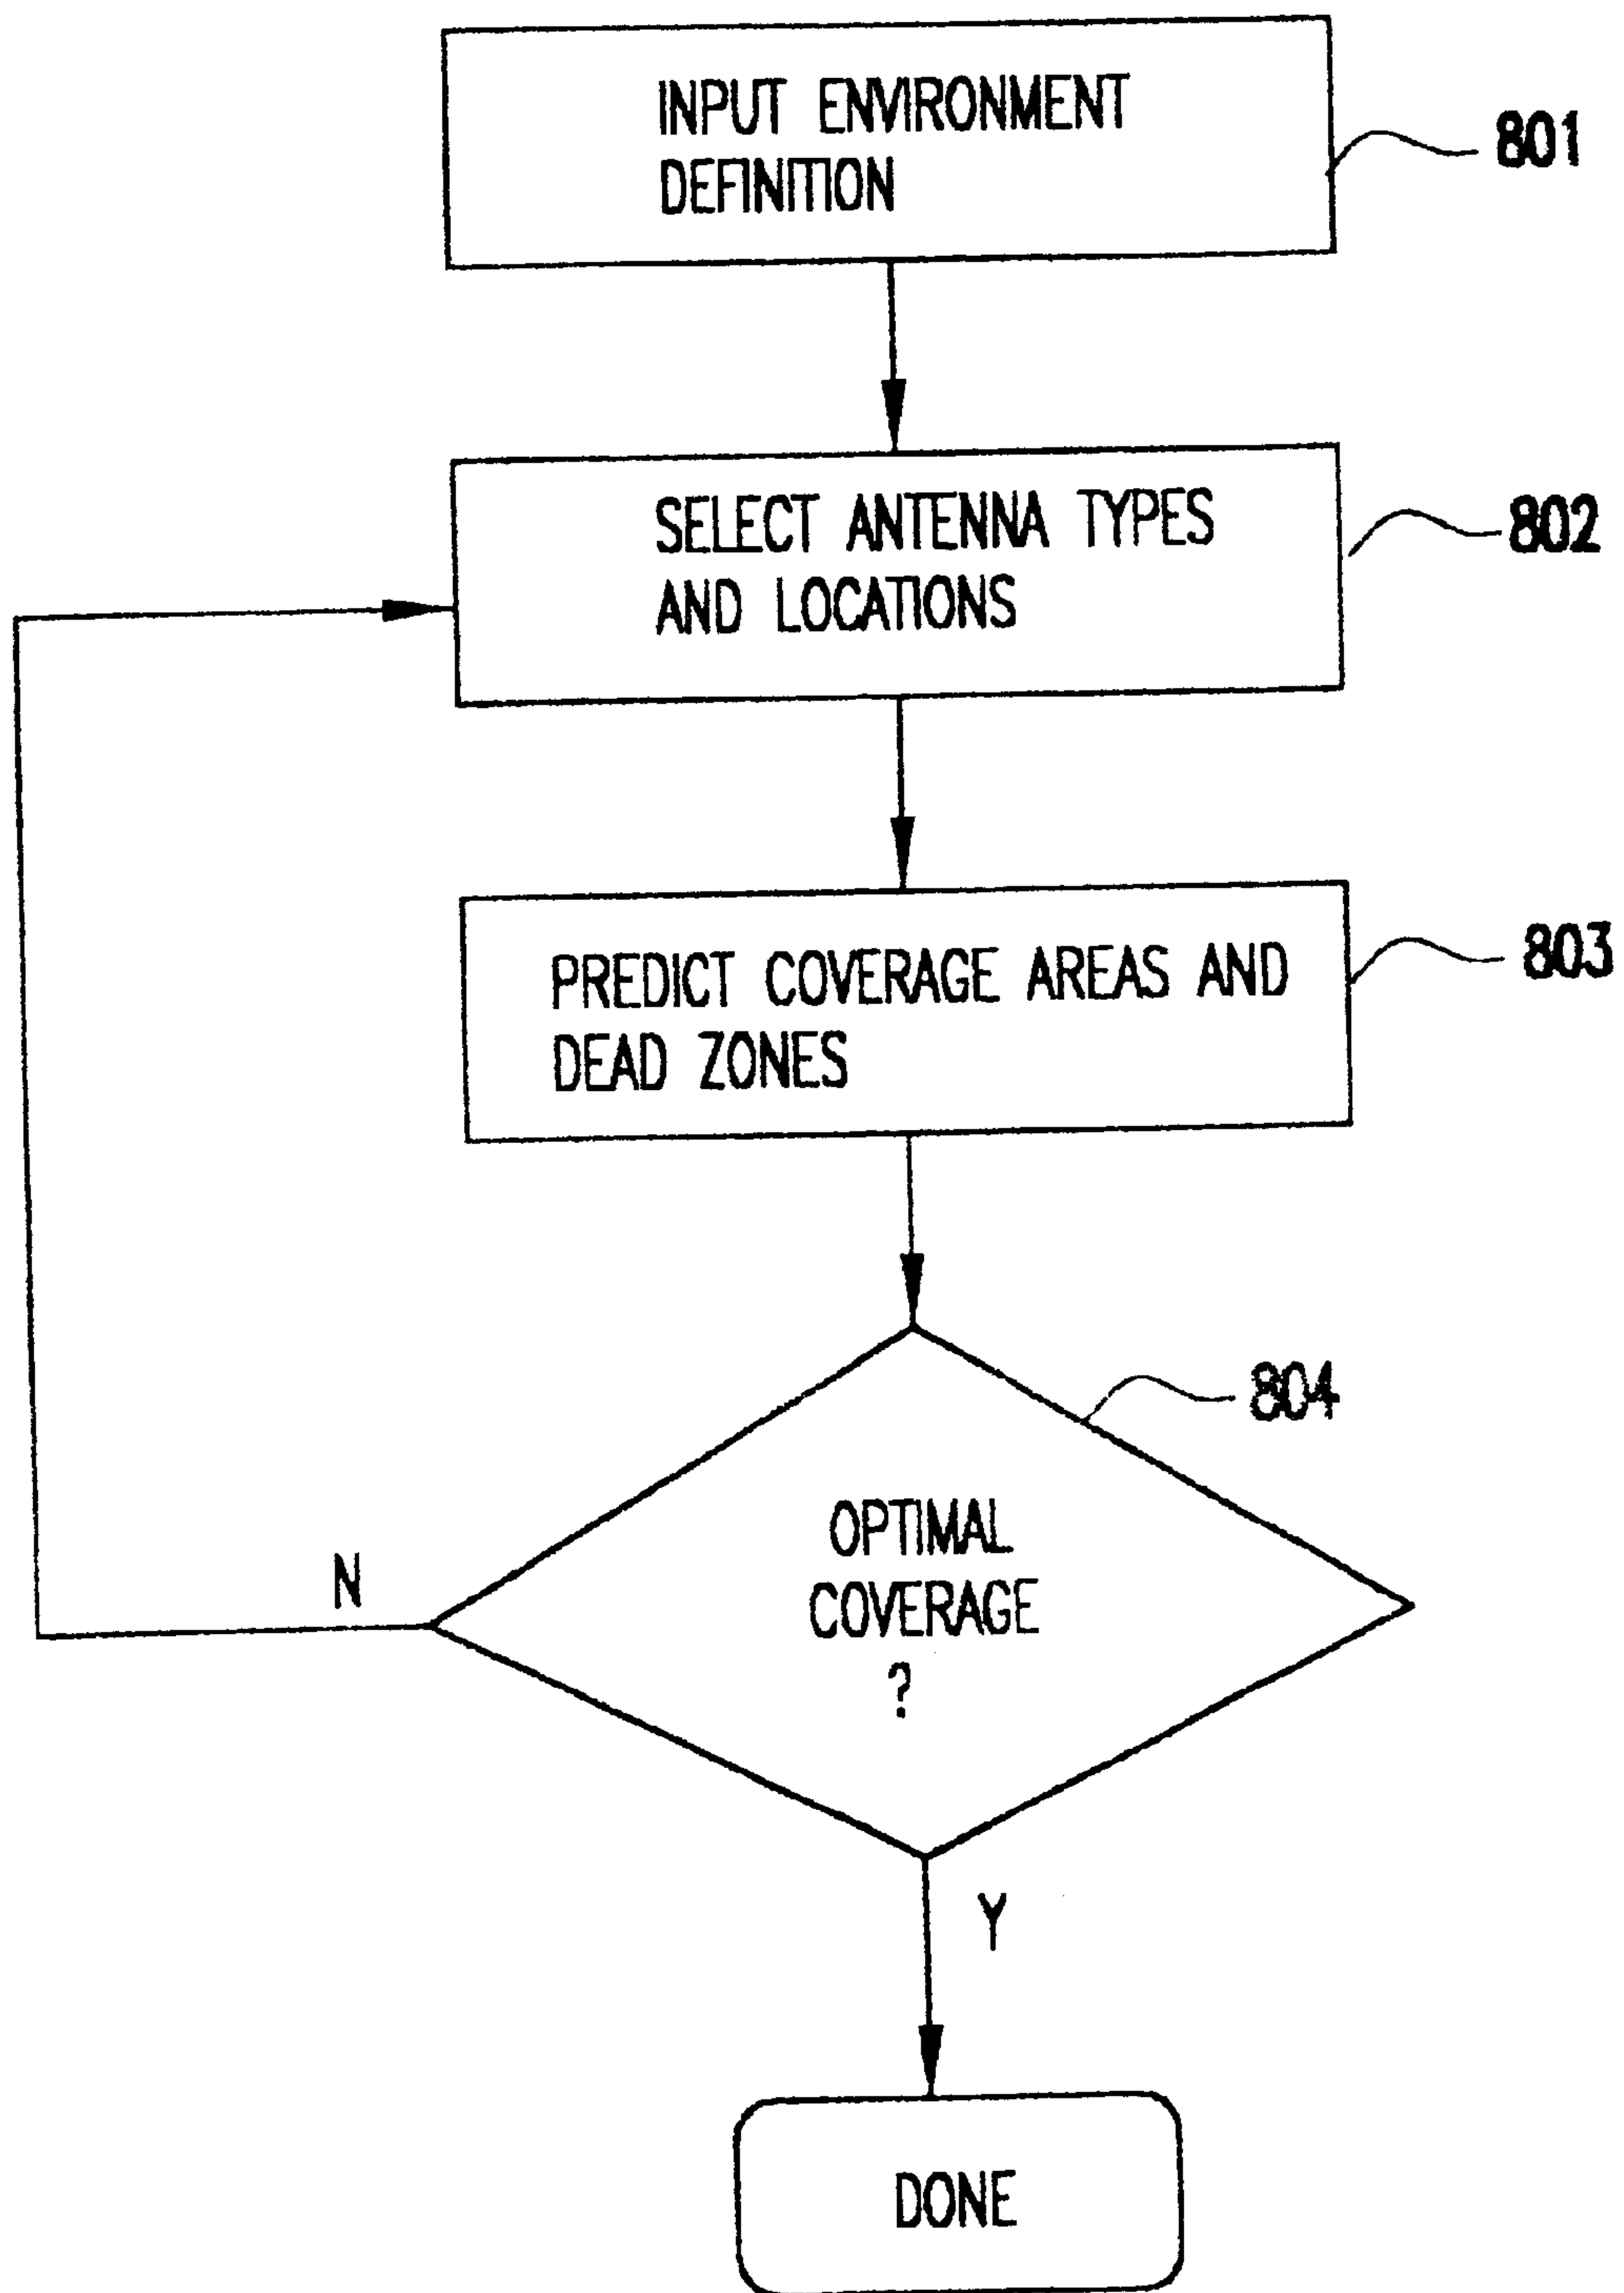 INPUT ENVIRONMENT
DEFINITION
801
SELECT ANTENNA TYPES
AND LOCATIONS
802
PREDICT COVERAGE AREAS AND
DEAD ZONES
803
804
OPTIMAL
COVERAGE
?
N
Y
DONE